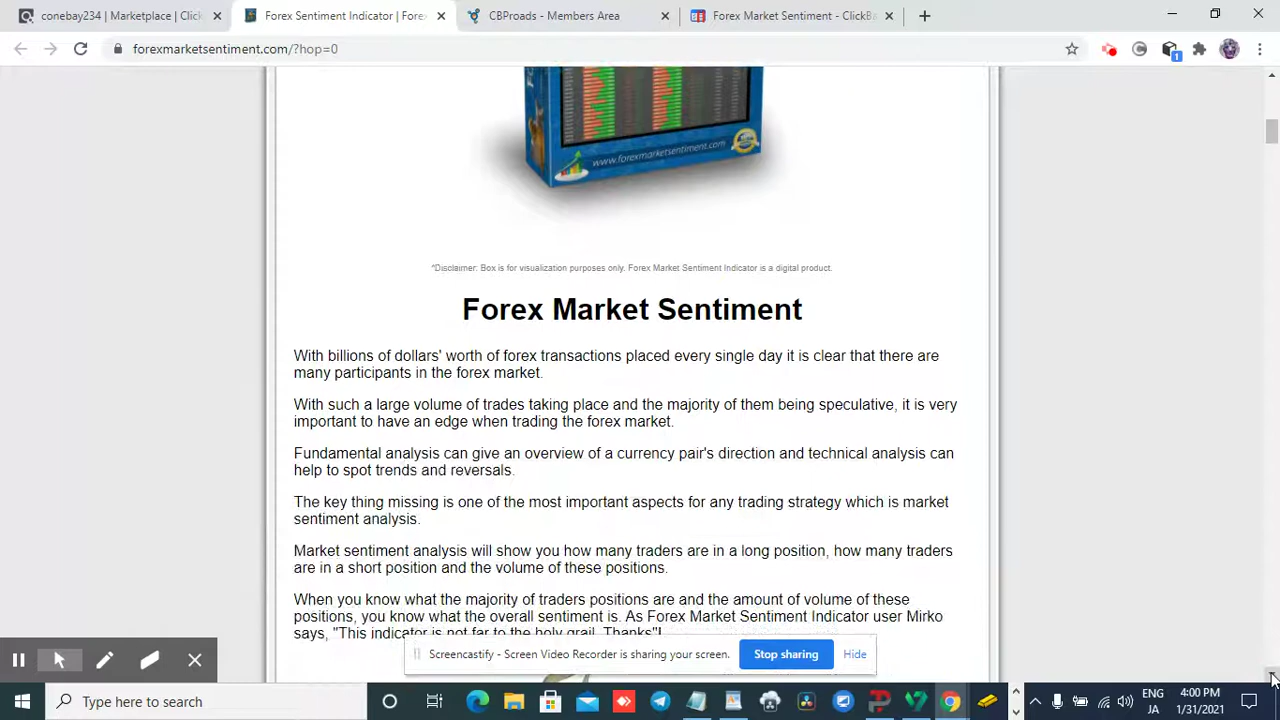 conebay234 | Marketplace | Click
Forex Sentiment Indicator | Forex
CBProads - Members Area
Forex Market Sentiment - ClickBa
forexmarketsentiment.com/?hop=0
1
www.forexmarketsentiment.com
*Disclaimer: Box is for visualization purposes only. Forex Market Sentiment Indicator is a digital product.
Forex Market Sentiment
With billions of dollars' worth of forex transactions placed every single day it is clear that there are
many participants in the forex market.
With such a large volume of trades taking place and the majority of them being speculative, it is very
important to have an edge when trading the forex market.
Fundamental analysis can give an overview of a currency pair's direction and technical analysis can
help to spot trends and reversals.
The key thing missing is one of the most important aspects for any trading strategy which is market
sentiment analysis.
Market sentiment analysis will show you how many traders are in a long position, how many traders
are in a short position and the volume of these positions.
When you know what the majority of traders positions are and the amount of volume of these
positions, you know what the overall sentiment is. As Forex Market Sentiment Indicator user Mirko
says, "This indicator is not far to the holy grail. Thanks"!
Screencastify - Screen Video Recorder is sharing your screen.
Stop sharing
Hide
Type here to search
ENG
JA
4:00 PM
1/31/2021